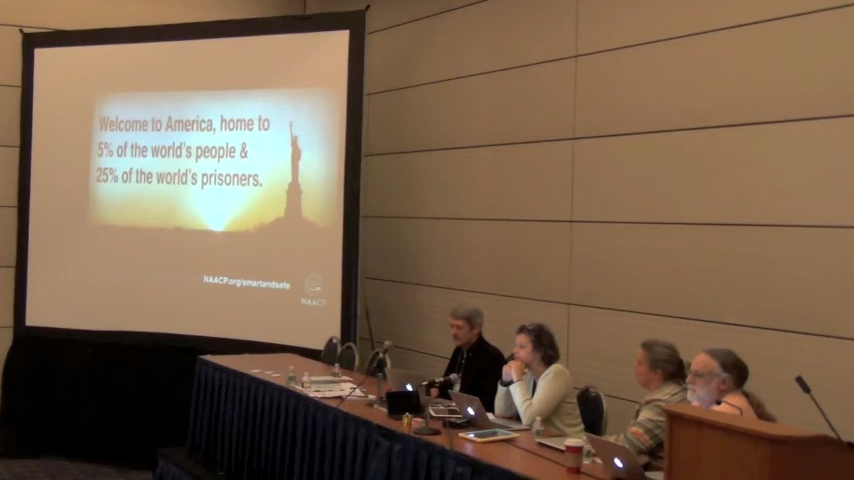 Welcome to America, home to
5% of the world's people &
25% of the world's prisoners.
NAACP.org/smartandsafe
NAACP